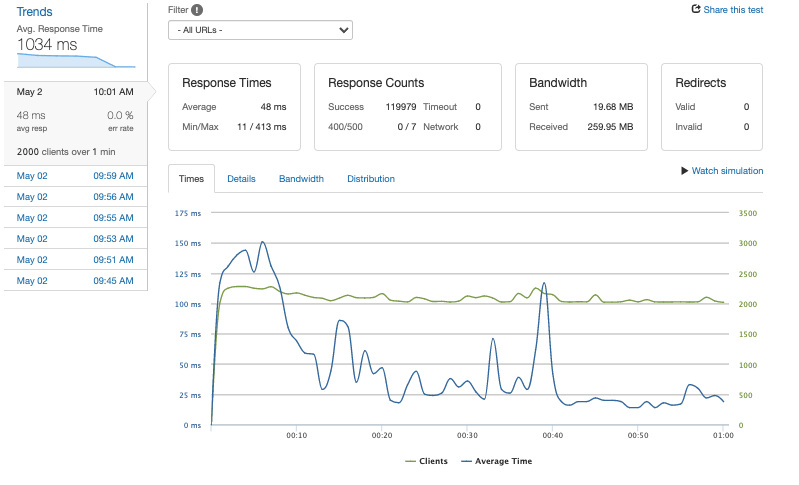 Trends
Avg. Response Time
1034 ms
May 2 10:01 AM
48 ms 0.0 %
avg resp err rate
2000 clients over 1 min
May 02 09:59 AM
May 02 09:56 AM
May 02 09:55 AM
May 02 09:53 AM
May 02 09:51 AM
May 02 09:45 AM
Filter !
- All URLs -
Share this test
Response Times
Average 48 ms
Min/Max 11 / 413 ms
Response Counts
Success 119979 Timeout 0
400/500 0 / 7 Network 0
Bandwidth
Sent 19.68 MB
Received 259.95 MB
Redirects
Valid 0
Invalid 0
Watch simulation
Times Details Bandwidth Distribution
175 ms 3500
150 ms 3000
125 ms 2500
100 ms 2000
75 ms 1500
50 ms 1000
25 ms 500
0 ms 0
00:10 00:20 00:30 00:40 00:50 01:00
Clients Average Time